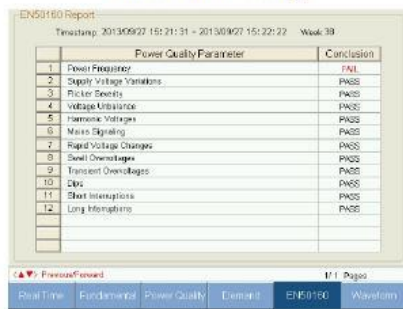 EN50160 Report
Timestamp: 2013/09/27 15:21:31 - 2013/09/27 15:22:22 Week 39
Power Quality Parameter Conclusion
1 Power Frequency FAIL
2 Supply Voltage Variations PASS
3 Flicker Severity PASS
4 Voltage Unbalance PASS
5 Harmonic Voltages PASS
6 Mains Signaling PASS
7 Rapid Voltage Changes PASS
8 Swell Overvoltages PASS
9 Transient Overvoltages PASS
10 Dips PASS
11 Short Interruptions PASS
12 Long Interruptions PASS
<▲▼> Previous/Forward 1/ 1 Pages
Real Time Fundamental Power Quality Demand EN50160 Waveform